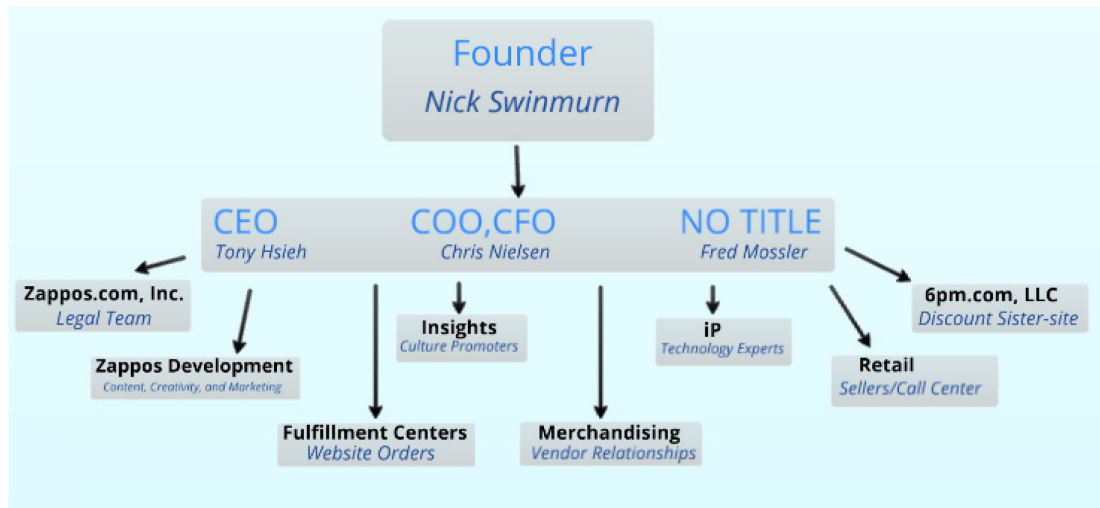 Founder
Nick Swinmurn
CEO
Tony Hsieh
COO,CFO
Chris Nielsen
NO TITLE
Fred Mossler
Zappos.com, Inc.
Legal Team
Zappos Development
Content, Creativity, and Marketing
Fulfillment Centers
Website Orders
Insights
Culture Promoters
Merchandising
Vendor Relationships
iP
Technology Experts
Retail
Sellers/Call Center
6pm.com, LLC
Discount Sister-site